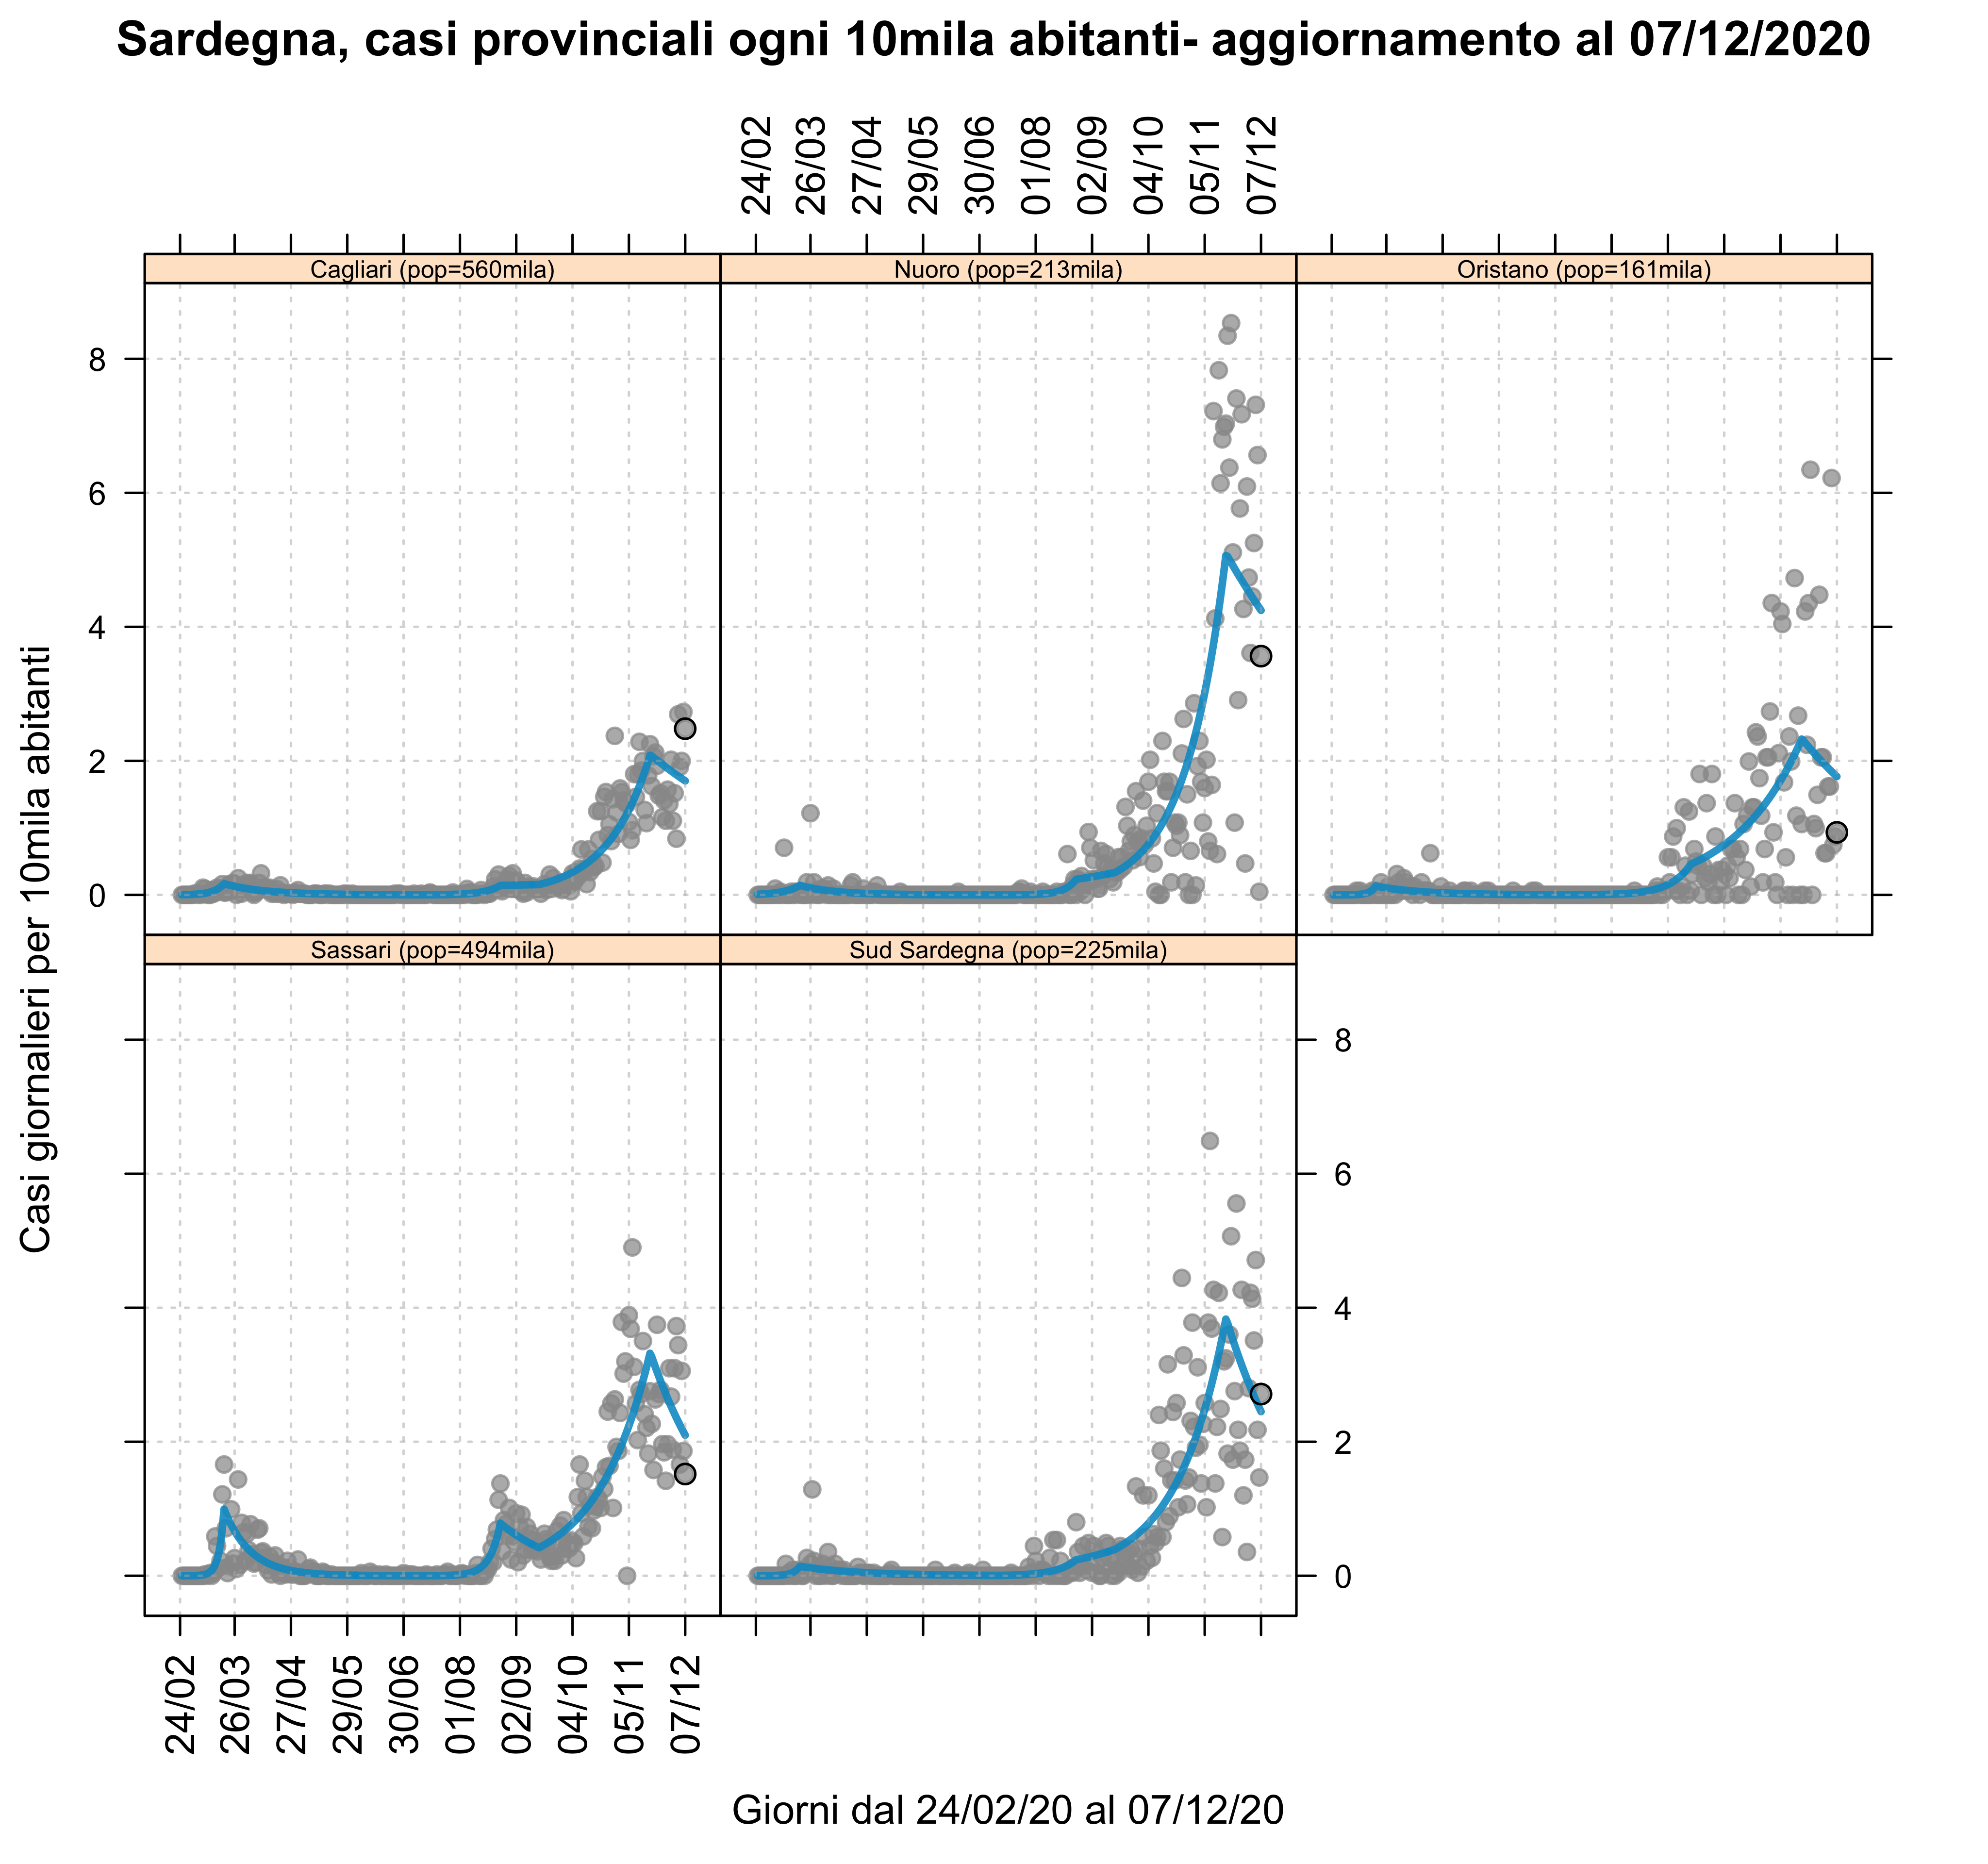 Sardegna, casi provinciali ogni 10mila abitanti- aggiornamento al 07/12/2020
24/02 26/03 27/04 29/05 30/06 01/08 02/09 04/10 05/11 07/12
Cagliari (pop=560mila)
Nuoro (pop=213mila)
Oristano (pop=161mila)
8
6
4
2
0
Casi giornalieri per 10mila abitanti
Sassari (pop=494mila)
Sud Sardegna (pop=225mila)
8
6
4
2
0
24/02 26/03 27/04 29/05 30/06 01/08 02/09 04/10 05/11 07/12
Giorni dal 24/02/20 al 07/12/20